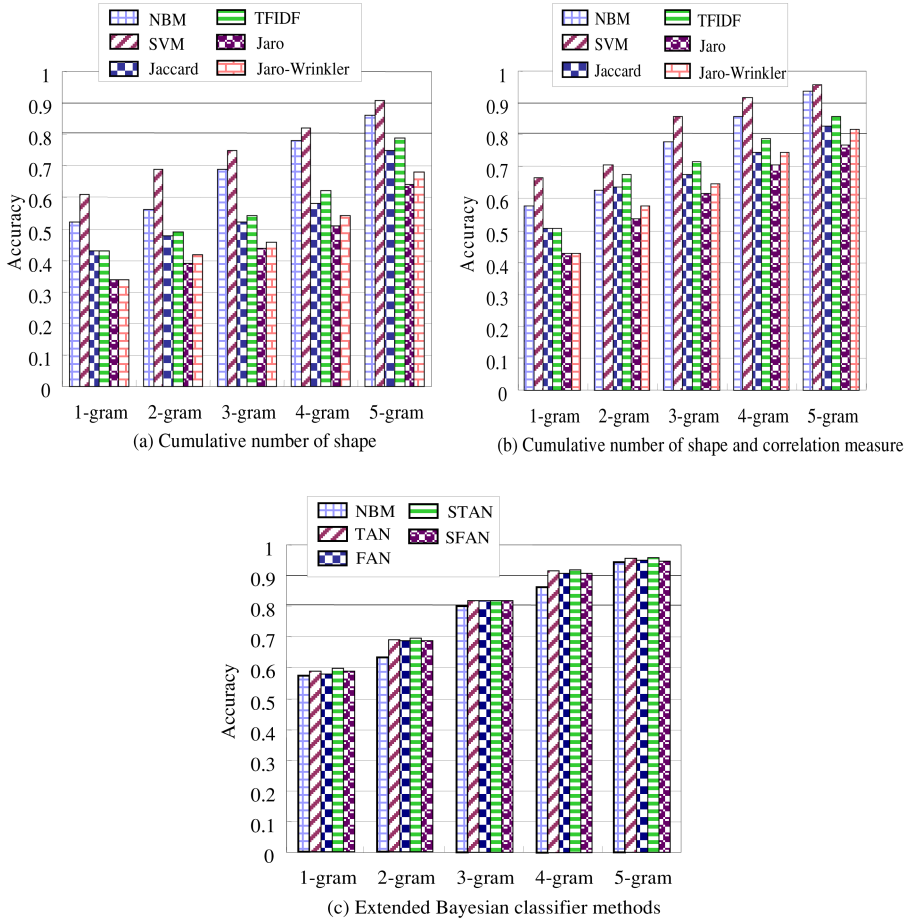 NBM TFIDF
SVM Jaro
Jaccard Jaro-Wrinkler
1
0.9
0.8
0.7
0.6
0.5
0.4
0.3
0.2
0.1
0
Accuracy
1-gram 2-gram 3-gram 4-gram 5-gram
(a) Cumulative number of shape
NBM TFIDF
SVM Jaro
Jaccard Jaro-Wrinkler
1
0.9
0.8
0.7
0.6
0.5
0.4
0.3
0.2
0.1
0
Accuracy
1-gram 2-gram 3-gram 4-gram 5-gram
(b) Cumulative number of shape and correlation measure
NBM STAN
TAN SFAN
FAN
1
0.9
0.8
0.7
0.6
0.5
0.4
0.3
0.2
0.1
0
Accuracy
1-gram 2-gram 3-gram 4-gram 5-gram
(c) Extended Bayesian classifier methods